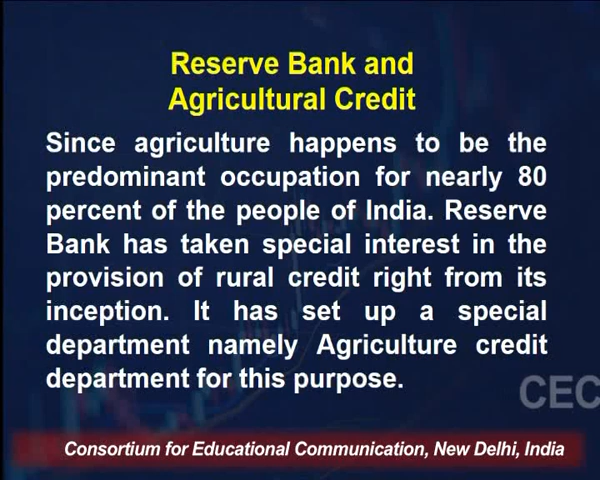 Reserve Bank and
Agricultural Credit
Since agriculture happens to be the
predominant occupation for nearly 80
percent of the people of India. Reserve
Bank has taken special interest in the
provision of rural credit right from its
inception. It has set up a special
department namely Agriculture credit
department for this purpose.
CEC
Consortium for Educational Communication, New Delhi, India